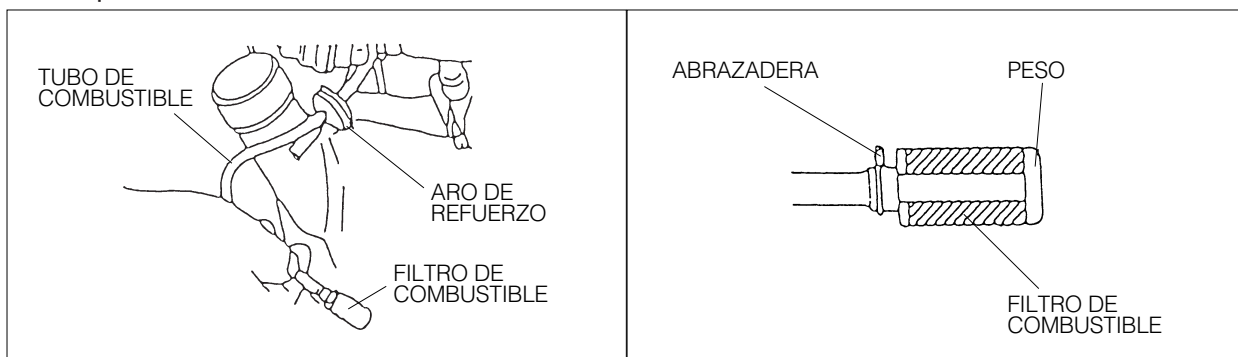 TUBO DE
COMBUSTIBLE
ARO DE
REFUERZO
FILTRO DE
COMBUSTIBLE
ABRAZADERA
PESO
FILTRO DE
COMBUSTIBLE